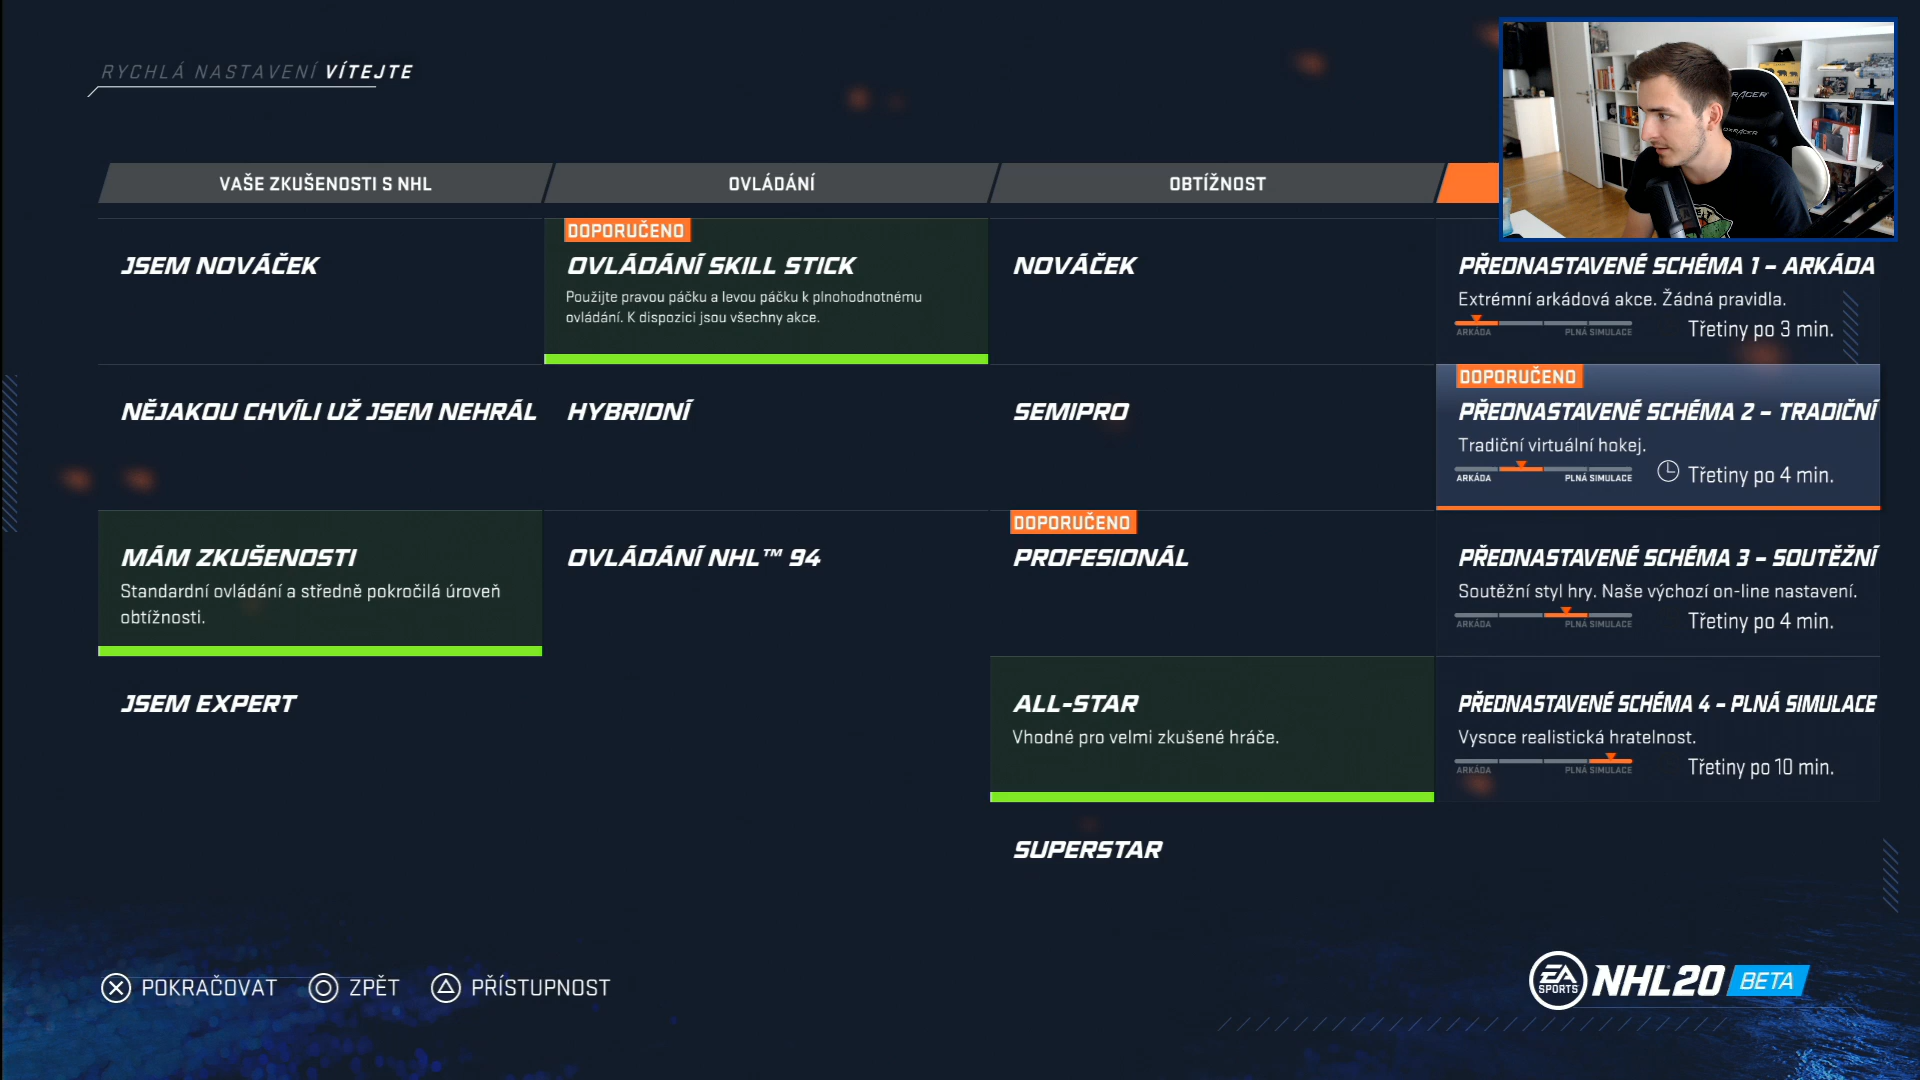 RYCHLÁ NASTAVENÍ VÍTEJTE
VAŠE ZKUŠENOSTI S NHL
OVLÁDÁNÍ
OBTÍŽNOST
JSEM NOVÁČEK
NĚJAKOU CHVÍLI UŽ JSEM NEHRÁL
MÁM ZKUŠENOSTI
Standardní ovládání a středně pokročilá úroveň
obtížnosti.
JSEM EXPERT
DOPORUČENO
OVLÁDÁNÍ SKILL STICK
Použijte pravou páčku a levou páčku k plnohodnotnému
ovládání. K dispozici jsou všechny akce.
HYBRIDNÍ
OVLÁDÁNÍ NHL™ 94
NOVÁČEK
SEMIPRO
DOPORUČENO
PROFESIONÁL
ALL-STAR
Vhodné pro velmi zkušené hráče.
SUPERSTAR
PŘEDNASTAVENÉ SCHÉMA 1 – ARKÁDA
Extrémní arkádová akce. Žádná pravidla.
ARKÁDA PLNÁ SIMULACE Třetiny po 3 min.
DOPORUČENO
PŘEDNASTAVENÉ SCHÉMA 2 – TRADIČNÍ
Tradiční virtuální hokej.
ARKÁDA PLNÁ SIMULACE Třetiny po 4 min.
PŘEDNASTAVENÉ SCHÉMA 3 – SOUTĚŽNÍ
Soutěžní styl hry. Naše výchozí on-line nastavení.
ARKÁDA PLNÁ SIMULACE Třetiny po 4 min.
PŘEDNASTAVENÉ SCHÉMA 4 – PLNÁ SIMULACE
Vysoce realistická hratelnost.
ARKÁDA PLNÁ SIMULACE Třetiny po 10 min.
POKRAČOVAT ZPĚT PŘÍSTUPNOST
EA SPORTS NHL 20 BETA